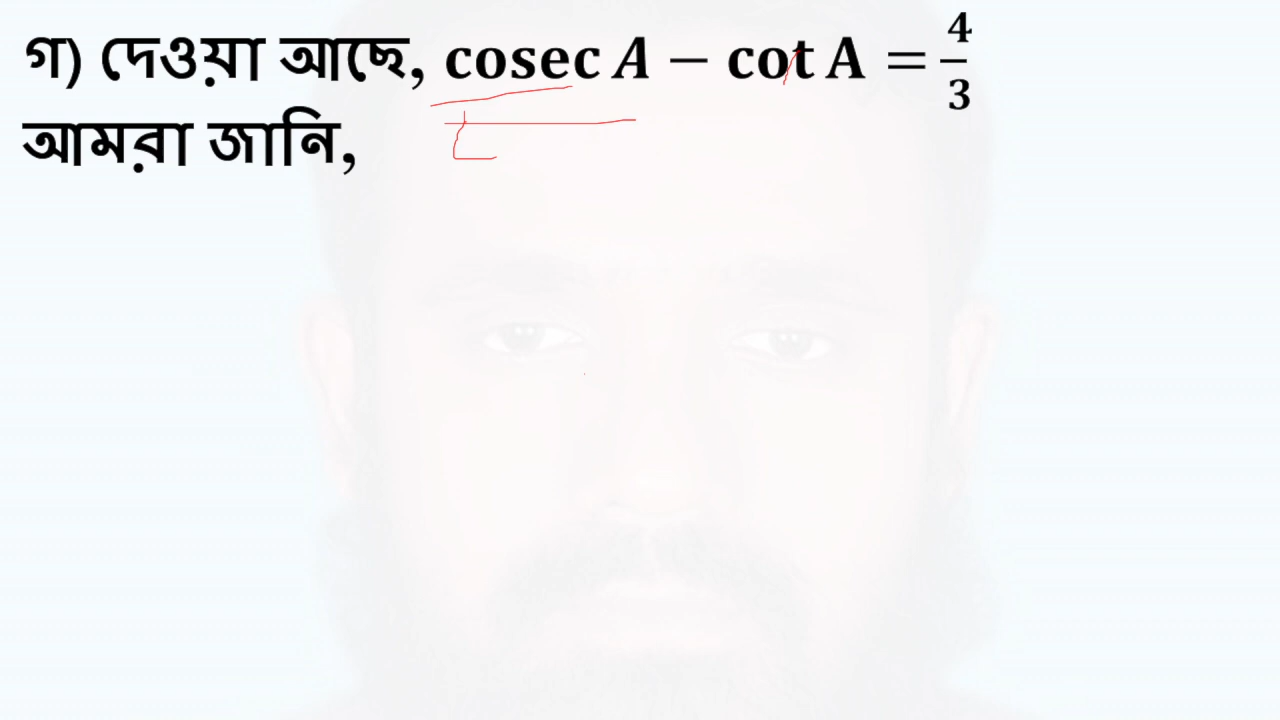 গ) দেওয়া আছে, cosec A − cot A = 4/3
আমরা জানি,